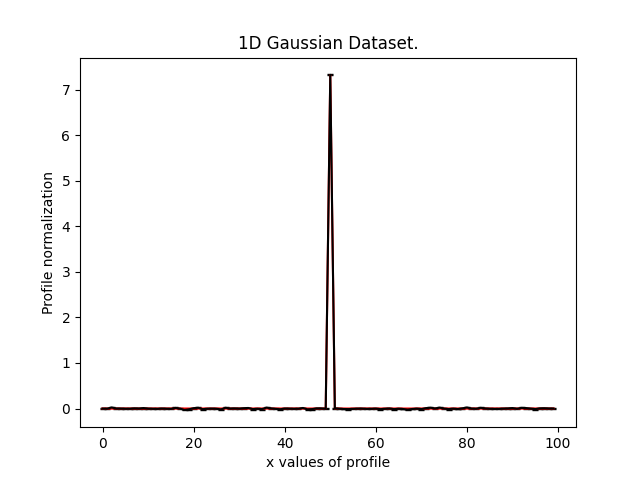 1D Gaussian Dataset.
7
6
5
4
3
2
1
0
Profile normalization
0 20 40 60 80 100
x values of profile